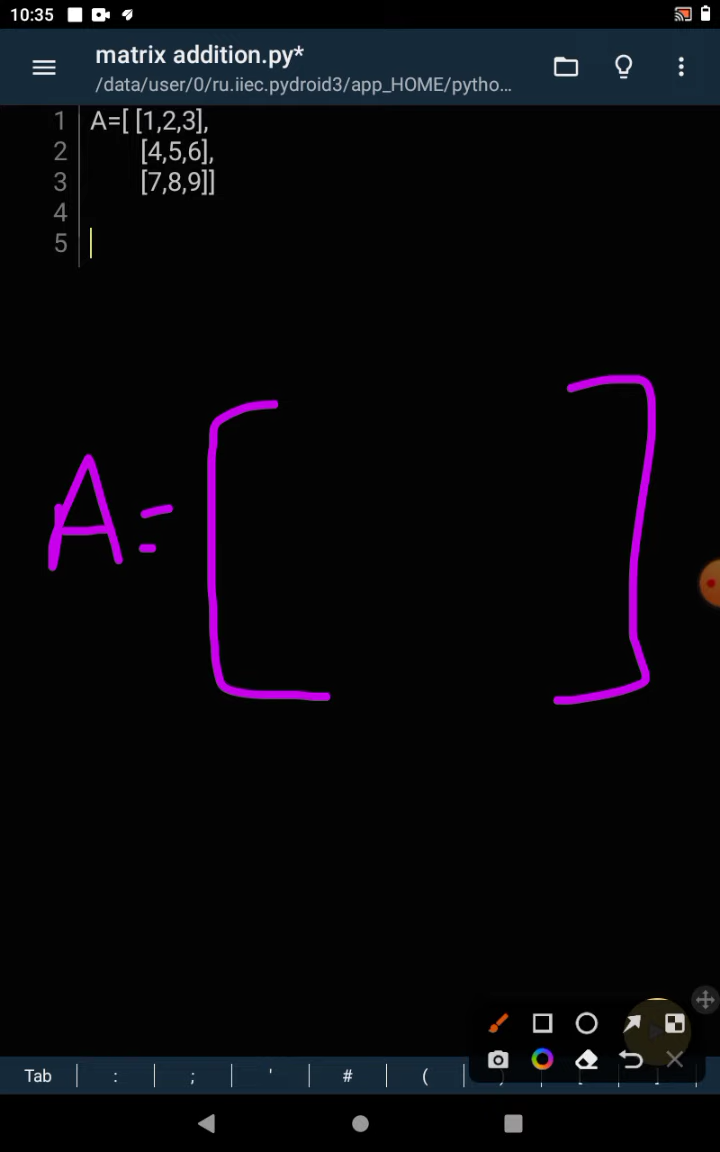 10:35
matrix addition.py*
/data/user/0/ru.iiec.pydroid3/app_HOME/pytho...
1 A=[ [1,2,3],
2 [4,5,6],
3 [7,8,9]]
4
5
A= [ ]
Tab : ; ' # ( ) [ ]